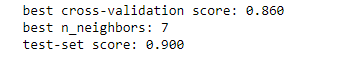 best cross-validation score: 0.860
best n_neighbors: 7
test-set score: 0.900